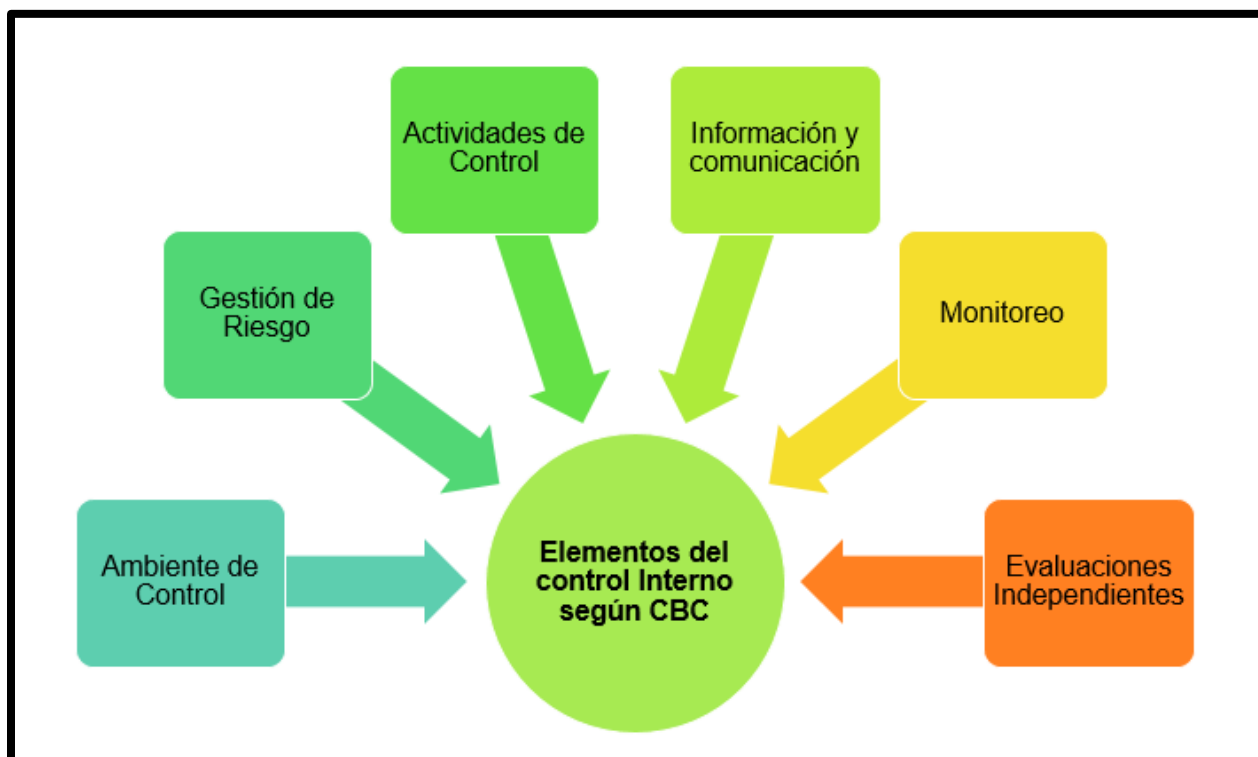 Actividades de
Control
Información y
comunicación
Gestión de
Riesgo
Monitoreo
Ambiente de
Control
Elementos del
control Interno
según CBC
Evaluaciones
Independientes